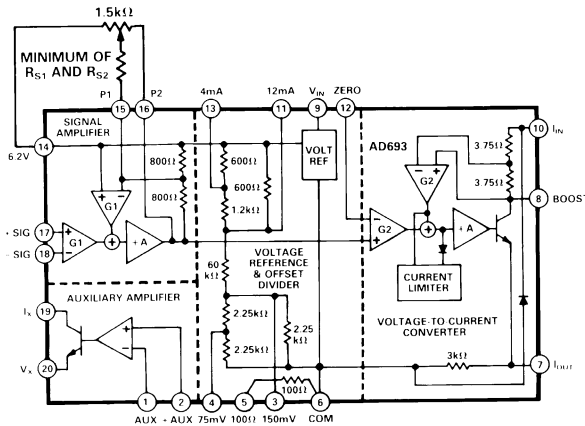 1.5kΩ
MINIMUM OF
RS1 AND RS2
P1
P2
4mA
12mA
VIN
ZERO
15
16
13
11
9
12
SIGNAL
AMPLIFIER
AD693
10
IIN
6.2V
14
800Ω
800Ω
600Ω
600Ω
1.2kΩ
VOLT
REF
3.75Ω
3.75Ω
G2
8
BOOST
G1
+ SIG
17
G1
+A
- SIG
18
G2
+A
60
kΩ
VOLTAGE
REFERENCE
& OFFSET
DIVIDER
CURRENT
LIMITER
AUXILIARY AMPLIFIER
IX
19
2.25kΩ
2.25kΩ
2.25
kΩ
VOLTAGE-TO-CURRENT
CONVERTER
3kΩ
VX
20
7
IOUT
100Ω
1
2
4
5
3
6
AUX + AUX 75mV 100Ω 150mV COM